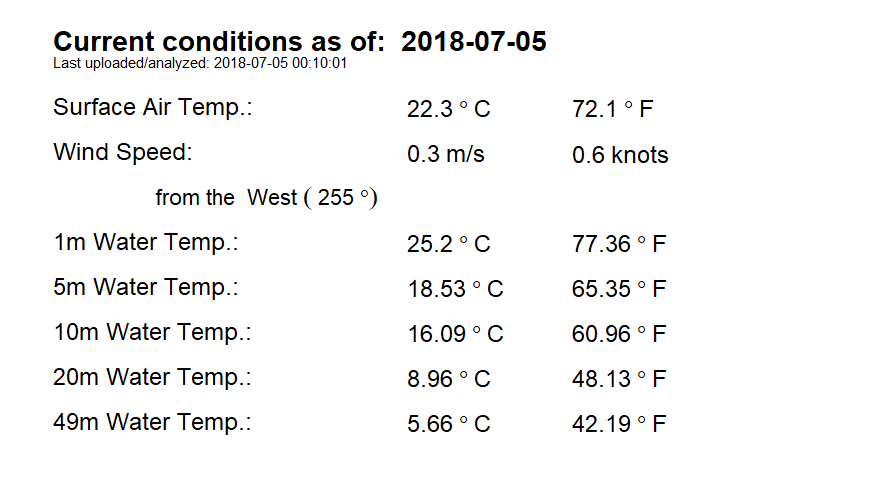 Current conditions as of: 2018-07-05
Last uploaded/analyzed: 2018-07-05 00:10:01
Surface Air Temp.: 22.3 ° C 72.1 ° F
Wind Speed: 0.3 m/s 0.6 knots
from the West ( 255 °)
1m Water Temp.: 25.2 ° C 77.36 ° F
5m Water Temp.: 18.53 ° C 65.35 ° F
10m Water Temp.: 16.09 ° C 60.96 ° F
20m Water Temp.: 8.96 ° C 48.13 ° F
49m Water Temp.: 5.66 ° C 42.19 ° F